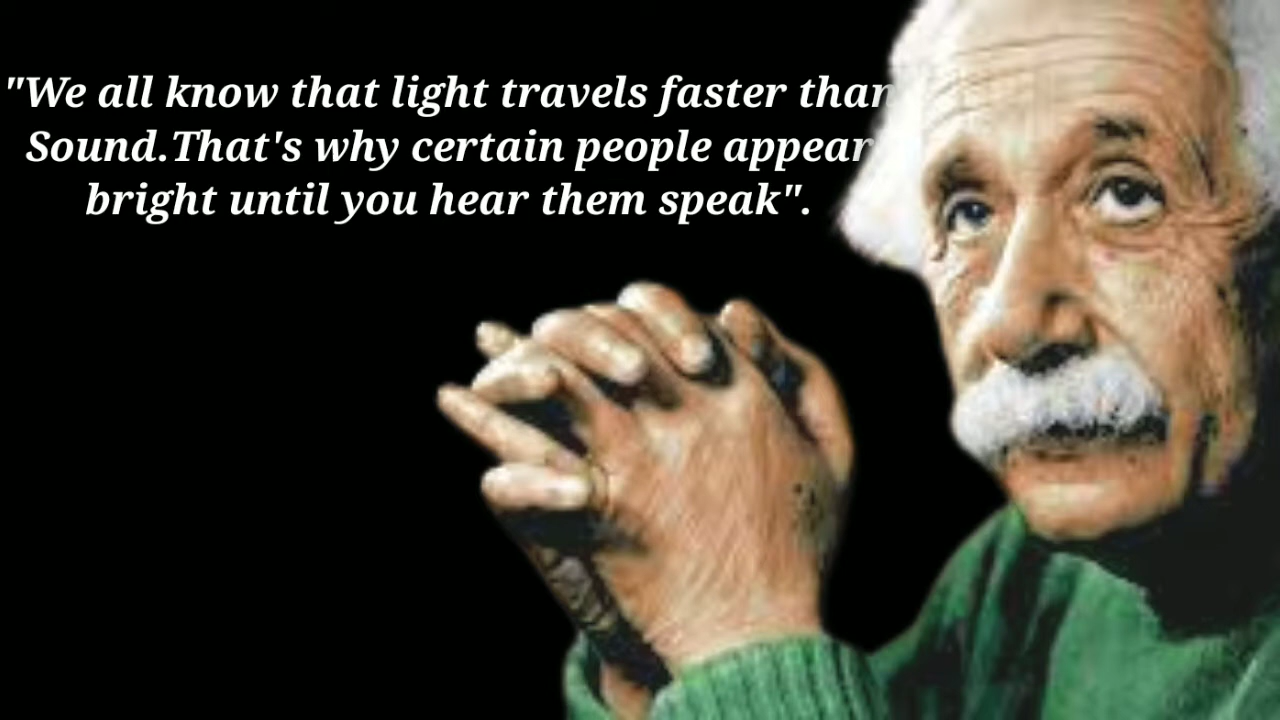 "We all know that light travels faster than
Sound.That's why certain people appear
bright until you hear them speak".